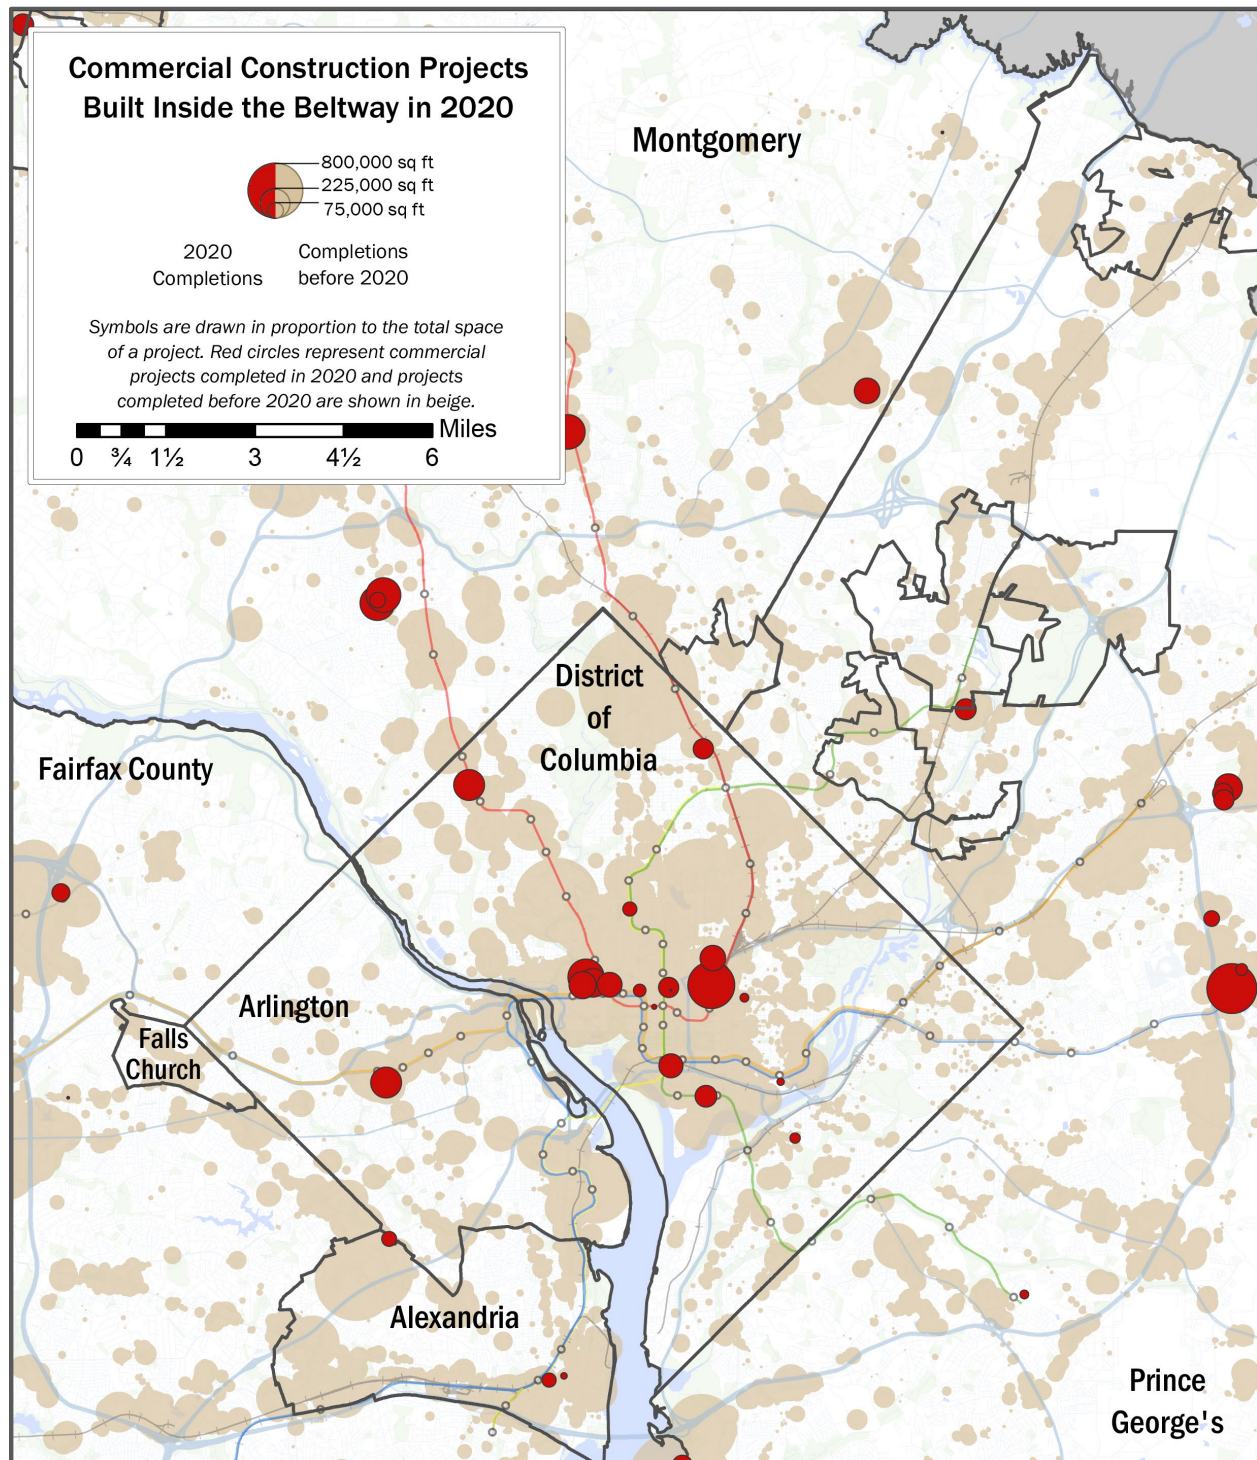 Commercial Construction Projects
Built Inside the Beltway in 2020
800,000 sq ft
225,000 sq ft
75,000 sq ft
2020
Completions
Completions
before 2020
Symbols are drawn in proportion to the total space
of a project. Red circles represent commercial
projects completed in 2020 and projects
completed before 2020 are shown in beige.
Miles
0 ¾ 1½ 3 4½ 6
Montgomery
District
of
Columbia
Fairfax County
Arlington
Falls
Church
Alexandria
Prince
George's